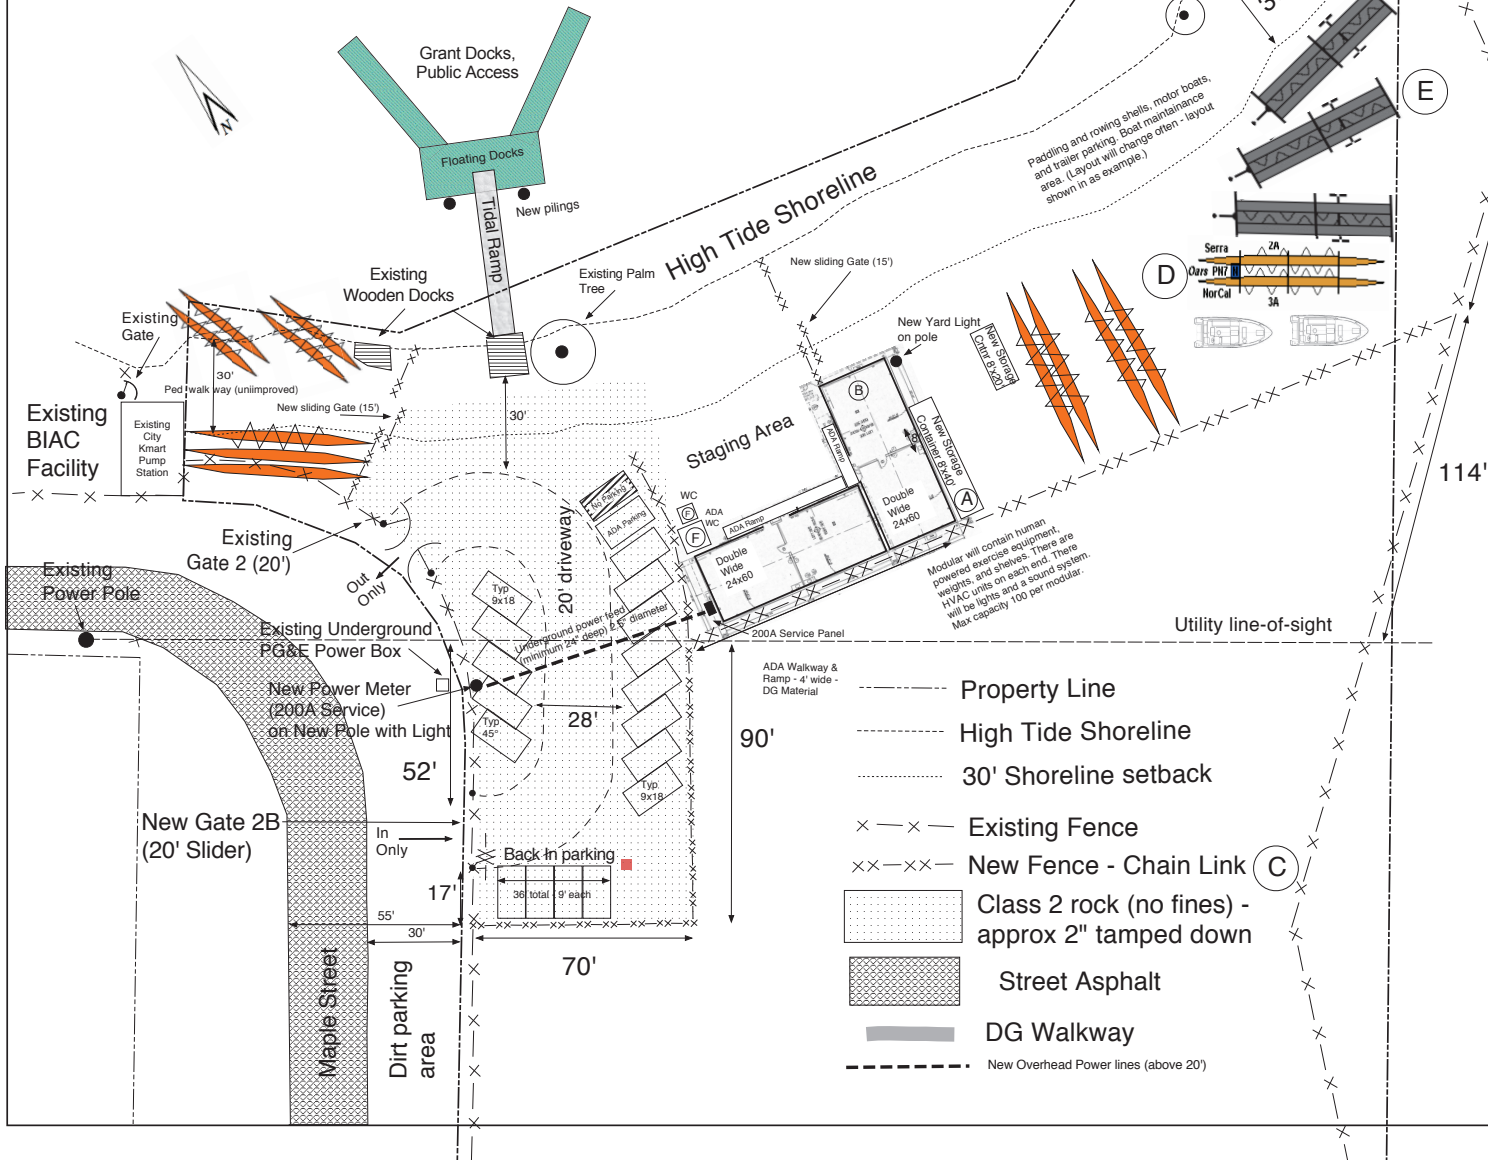 Grant Docks,
Public Access
Floating Docks
New pilings
Tidal Ramp
N
High Tide Shoreline
Paddling and rowing shells, motor boats,
and trailer parking. Boat maintainance
area. (Layout will change often - layout
shown in as example.)
E
D
Serra
2A
Oars PN7
NorCal
3A
Existing
Wooden Docks
Existing Palm
Tree
New sliding Gate (15')
New Yard Light
on pole
New Storage
Cntnr 8'x20'
Existing
Gate
30'
Ped walk way (uniimproved)
New sliding Gate (15')
30'
Existing
BIAC
Facility
Existing
City
Kmart
Pump
Station
Staging Area
B
ADA Ramp
8'
New Storage
Container 8'x40'
A
Double
Wide
24x60
ADA Ramp
Double
Wide
24x60
WC
F
ADA
WC
F
No Parking
ADA Parking
114'
Existing
Gate 2 (20')
Out
Only
20' driveway
Typ
9x18
Modular will contain human
powered exercise equipment,
weights, and shelves. There are
HVAC units on each end. There
will be lights and a sound system.
Max capacity 100 per modular.
Existing
Power Pole
Existing Underground
PG&E Power Box
Underground power feed
(minimum 24" deep) 2.5" diameter
200A Service Panel
Utility line-of-sight
New Power Meter
(200A Service)
on New Pole with Light
Typ
45°
28'
52'
90'
Typ
9x18
ADA Walkway &
Ramp - 4' wide -
DG Material
New Gate 2B
(20' Slider)
In
Only
Back In parking
36' total - 9' each
17'
55'
30'
70'
Maple Street
Dirt parking
area
Property Line
High Tide Shoreline
30' Shoreline setback
Existing Fence
New Fence - Chain Link
C
Class 2 rock (no fines) -
approx 2" tamped down
Street Asphalt
DG Walkway
New Overhead Power lines (above 20')